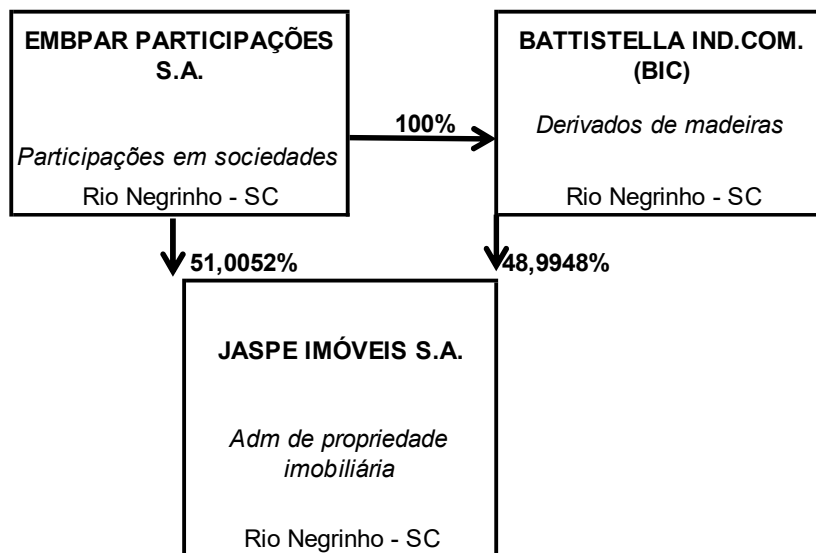 EMBPAR PARTICIPAÇÕES
S.A.
Participações em sociedades
Rio Negrinho - SC
100%
BATTISTELLA IND.COM.
(BIC)
Derivados de madeiras
Rio Negrinho - SC
51,0052%
48,9948%
JASPE IMÓVEIS S.A.
Adm de propriedade
imobiliária
Rio Negrinho - SC